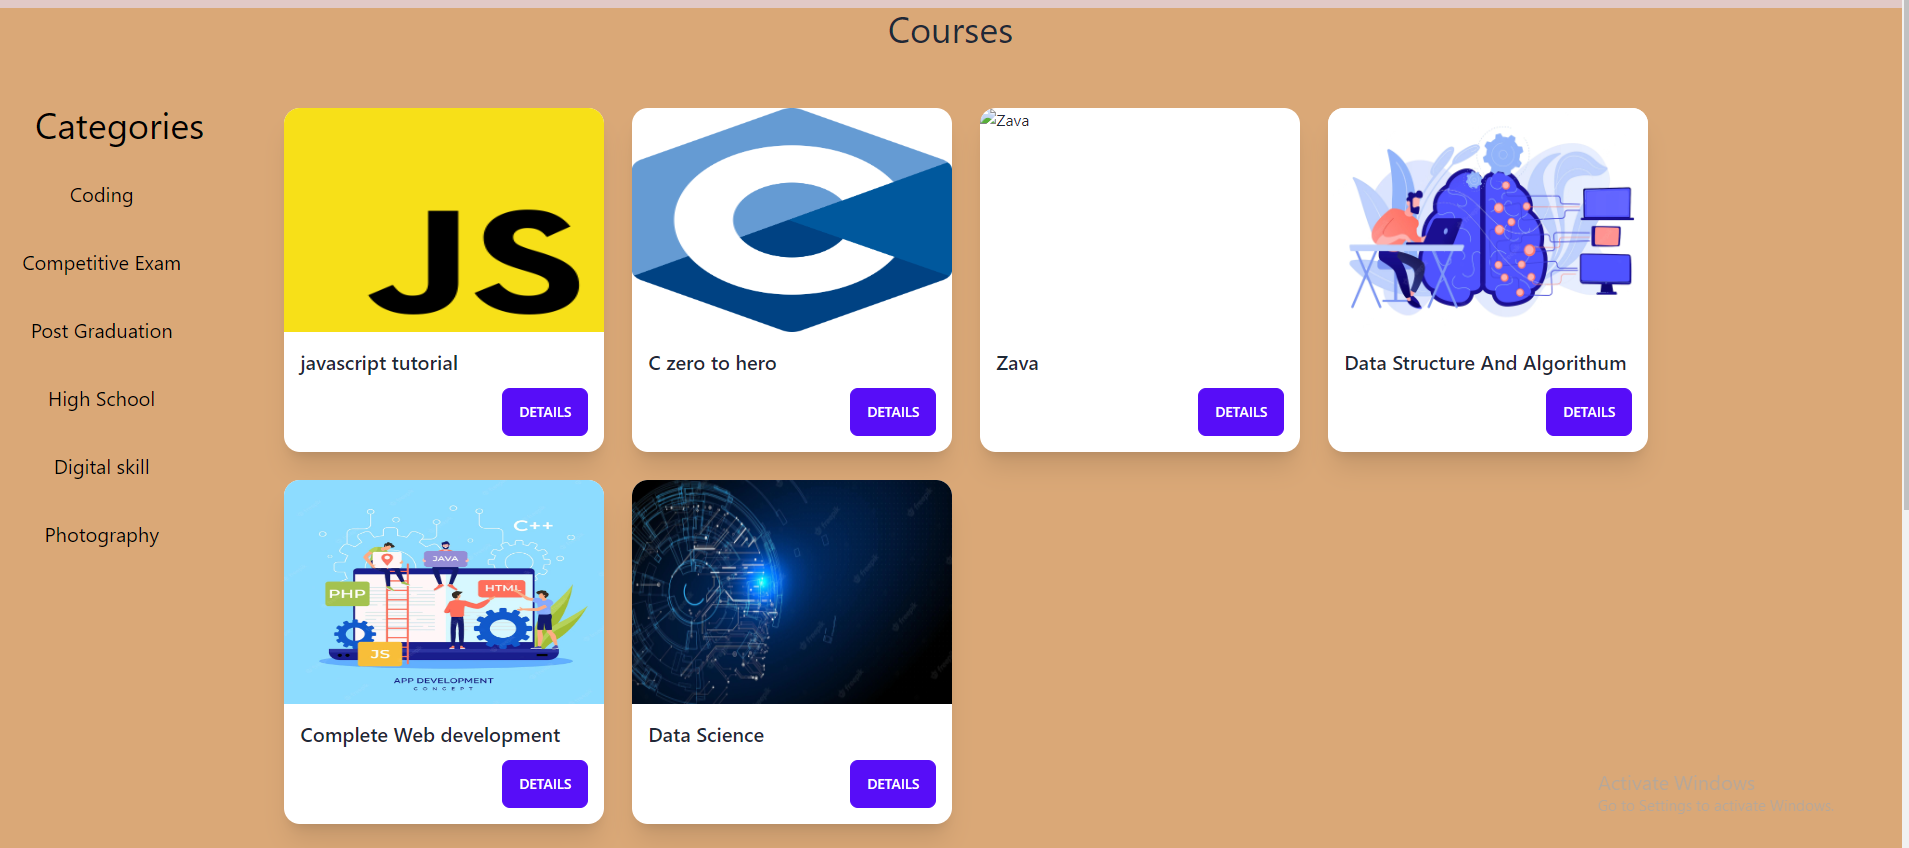 Courses
Categories
Coding
Competitive Exam
Post Graduation
High School
Digital skill
Photography
JS
javascript tutorial
DETAILS
C
C zero to hero
DETAILS
Zava
Zava
DETAILS
Data Structure And Algorithum
DETAILS
C++
JAVA
PHP
HTML
JS
APP DEVELOPMENT
CONCEPT
Complete Web development
DETAILS
Data Science
DETAILS
Activate Windows
Go to Settings to activate Windows.